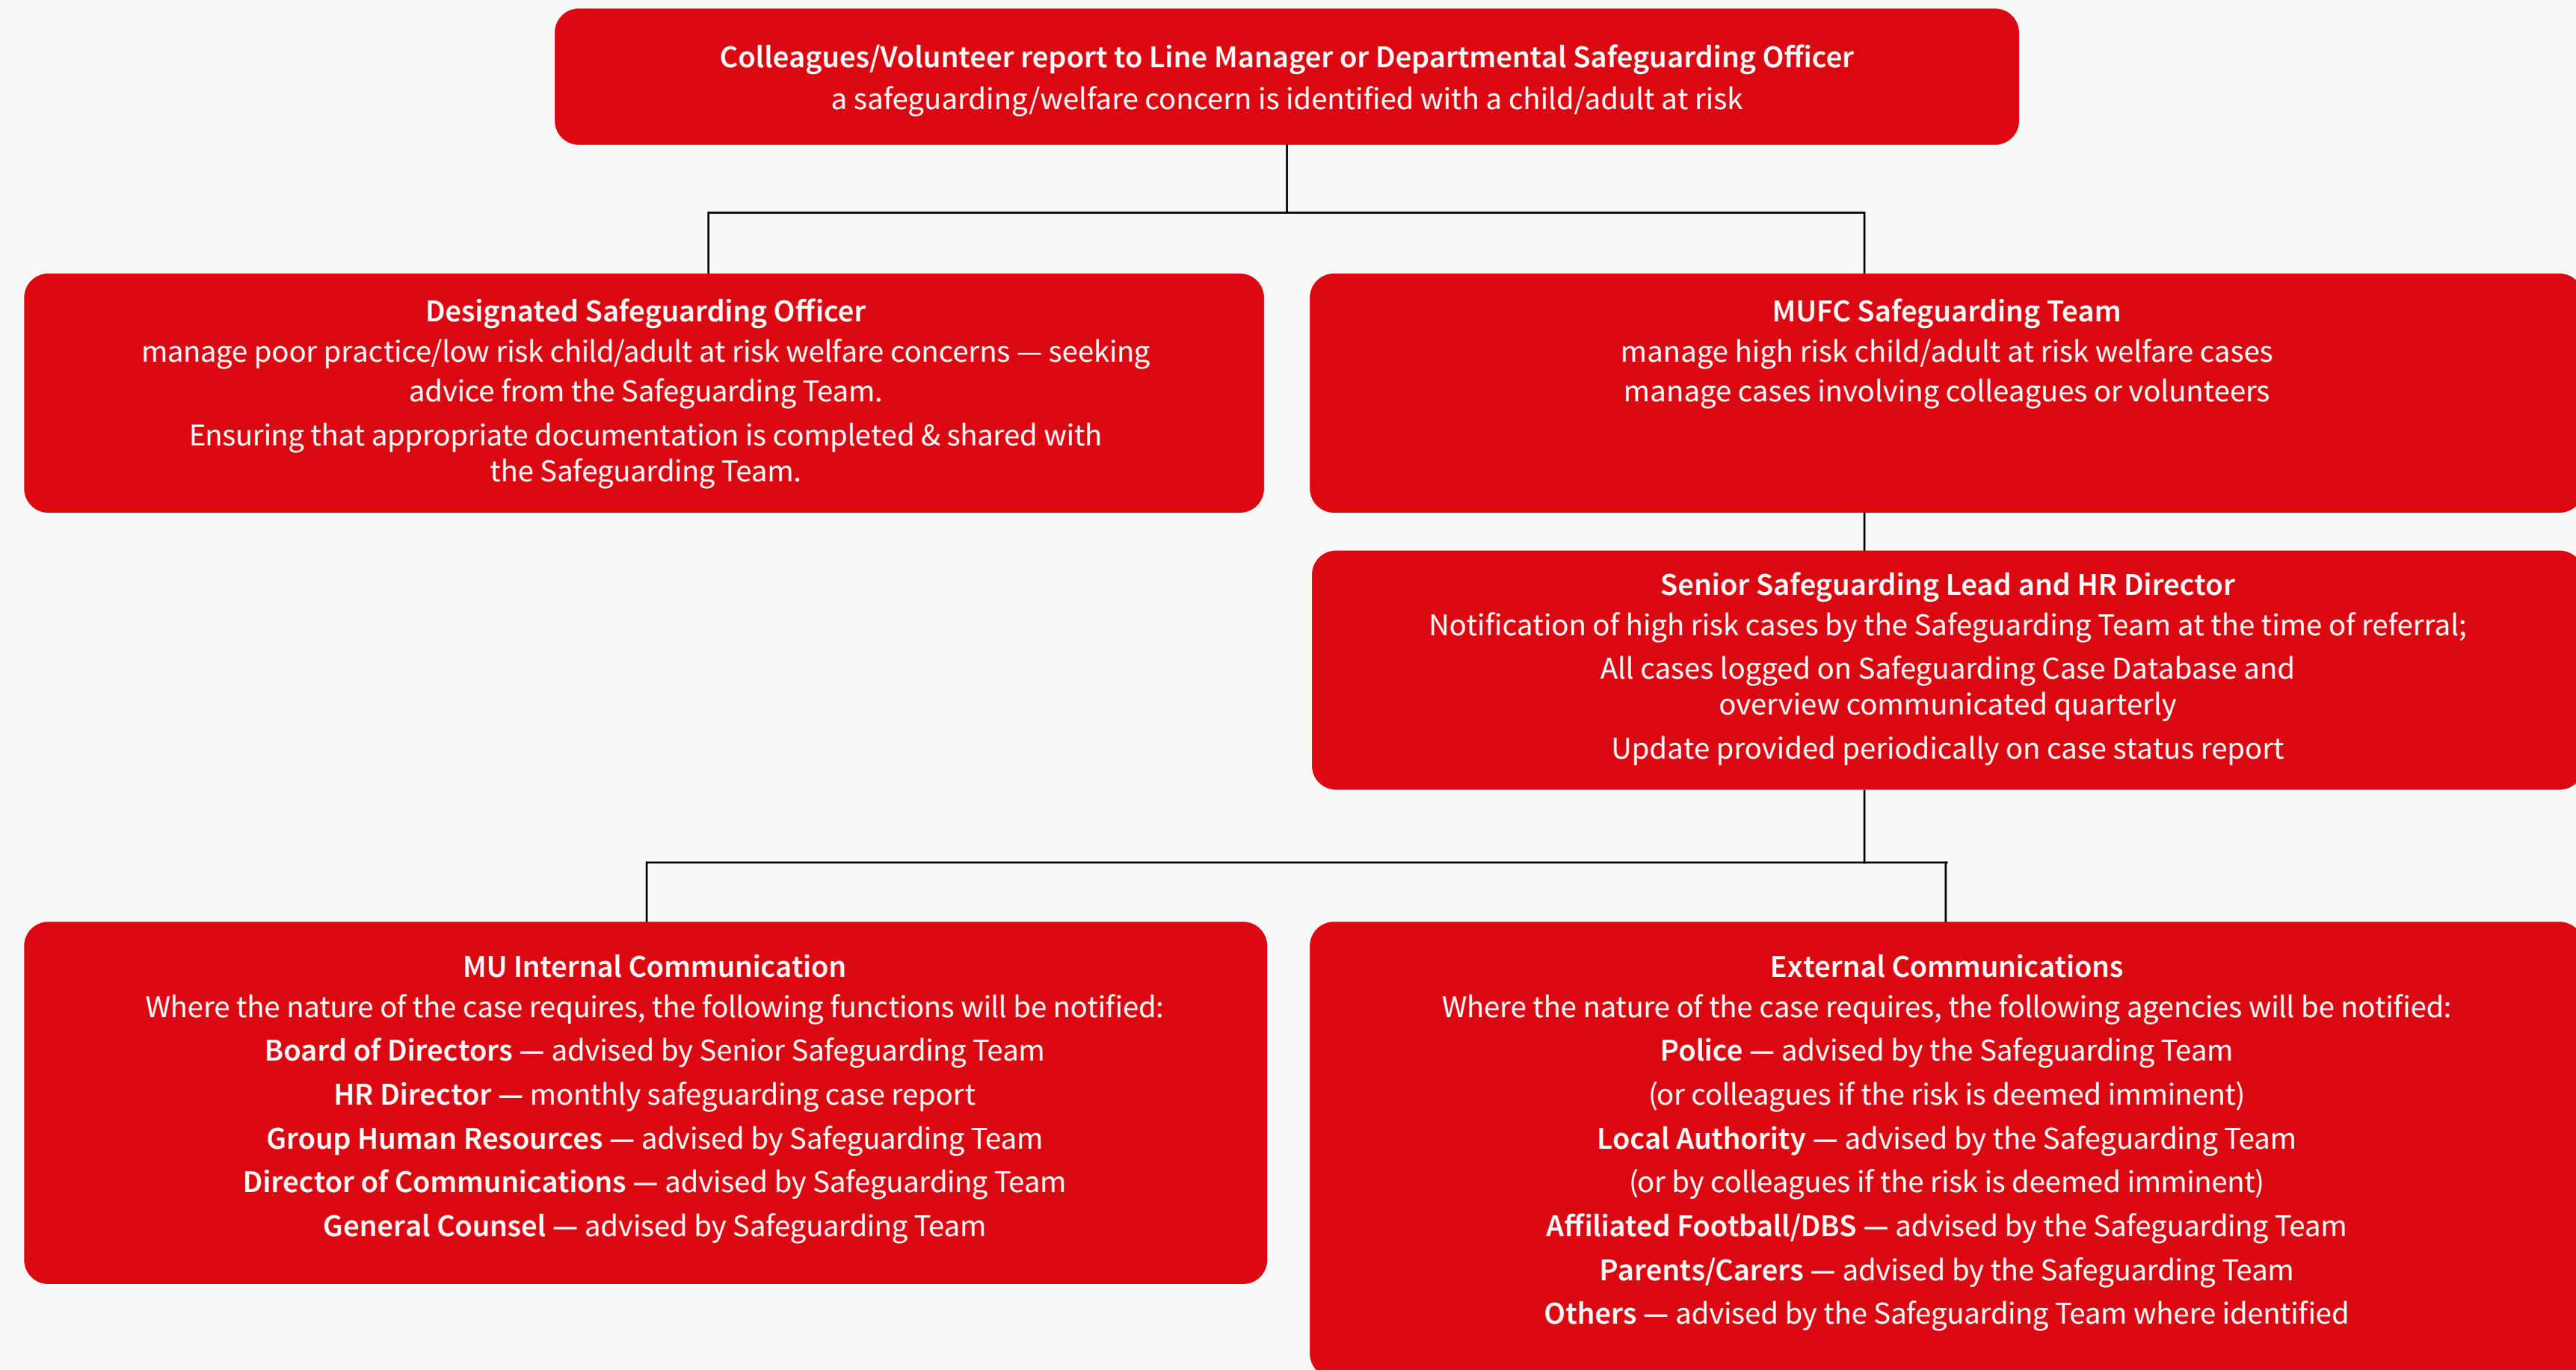 Colleagues/Volunteer report to Line Manager or Departmental Safeguarding Officer
a safeguarding/welfare concern is identified with a child/adult at risk
Designated Safeguarding Officer
manage poor practice/low risk child/adult at risk welfare concerns — seeking
advice from the Safeguarding Team.
Ensuring that appropriate documentation is completed & shared with
the Safeguarding Team.
MUFC Safeguarding Team
manage high risk child/adult at risk welfare cases
manage cases involving colleagues or volunteers
Senior Safeguarding Lead and HR Director
Notification of high risk cases by the Safeguarding Team at the time of referral;
All cases logged on Safeguarding Case Database and
overview communicated quarterly
Update provided periodically on case status report
MU Internal Communication
Where the nature of the case requires, the following functions will be notified:
Board of Directors — advised by Senior Safeguarding Team
HR Director — monthly safeguarding case report
Group Human Resources — advised by Safeguarding Team
Director of Communications — advised by Safeguarding Team
General Counsel — advised by Safeguarding Team
External Communications
Where the nature of the case requires, the following agencies will be notified:
Police — advised by the Safeguarding Team
(or colleagues if the risk is deemed imminent)
Local Authority — advised by the Safeguarding Team
(or by colleagues if the risk is deemed imminent)
Affiliated Football/DBS — advised by the Safeguarding Team
Parents/Carers — advised by the Safeguarding Team
Others — advised by the Safeguarding Team where identified